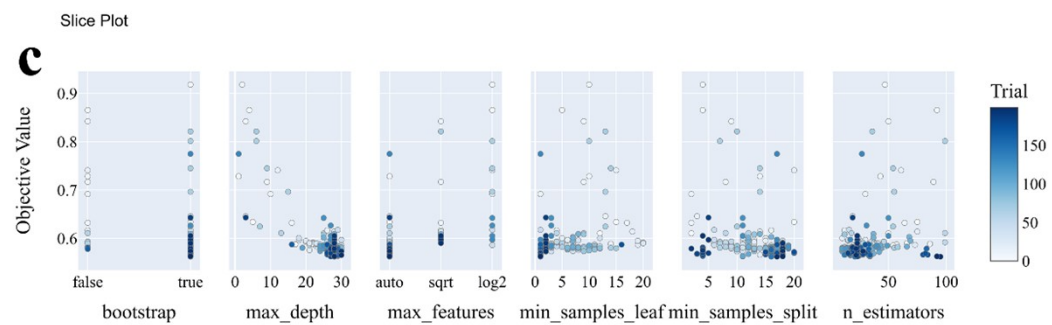 Slice Plot
c
Objective Value
0.9
0.8
0.7
0.6
false true
bootstrap
0 10 20 30
max_depth
auto sqrt log2
max_features
0 5 10 15 20
min_samples_leaf
5 10 15 20
min_samples_split
50 100
n_estimators
Trial
150
100
50
0